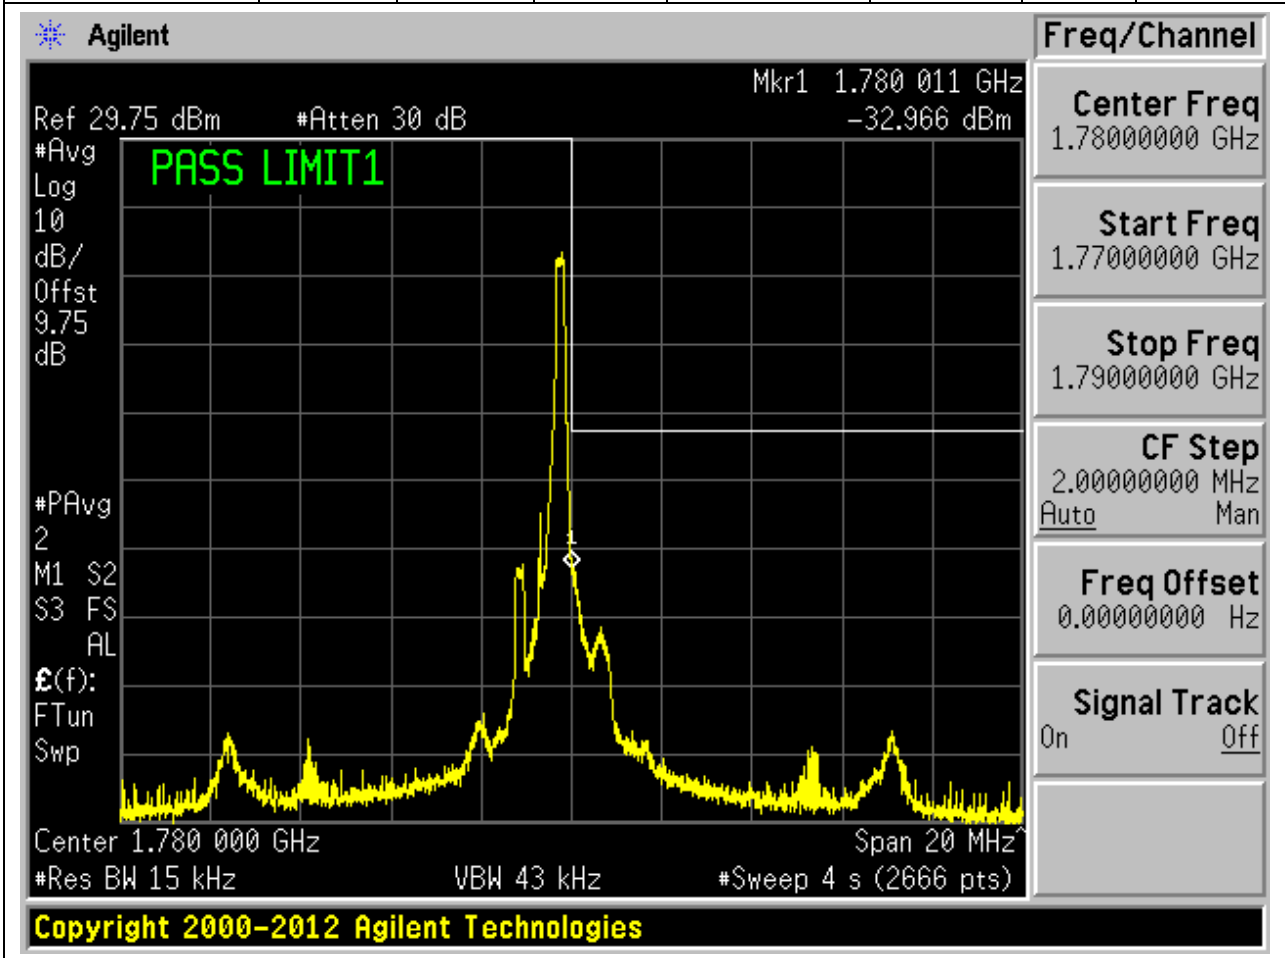 Agilent
Freq/Channel
Mkr1 1.780 011 GHz
Ref 29.75 dBm #Atten 30 dB -32.966 dBm
#Avg
Log
10
dB/
Offst
9.75
dB
PASS LIMIT1
1
#PAvg
2
M1 S2
S3 FS
AL
£(f):
FTun
Swp
Center 1.780 000 GHz Span 20 MHz^
#Res BW 15 kHz VBW 43 kHz #Sweep 4 s (2666 pts)
Center Freq
1.78000000 GHz
Start Freq
1.77000000 GHz
Stop Freq
1.79000000 GHz
CF Step
2.00000000 MHz
Auto Man
Freq Offset
0.00000000 Hz
Signal Track
On Off
Copyright 2000-2012 Agilent Technologies